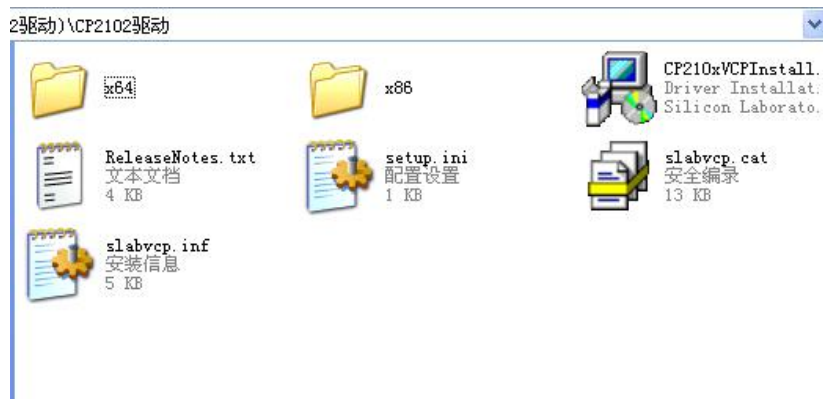 2驱动)\CP2102驱动
x64
x86
CP210xVCPInstall.
Driver Installat.
Silicon Laborato.
ReleaseNotes.txt
文本文档
4 KB
setup.ini
配置设置
1 KB
slabvcp.cat
安全编录
13 KB
slabvcp.inf
安装信息
5 KB